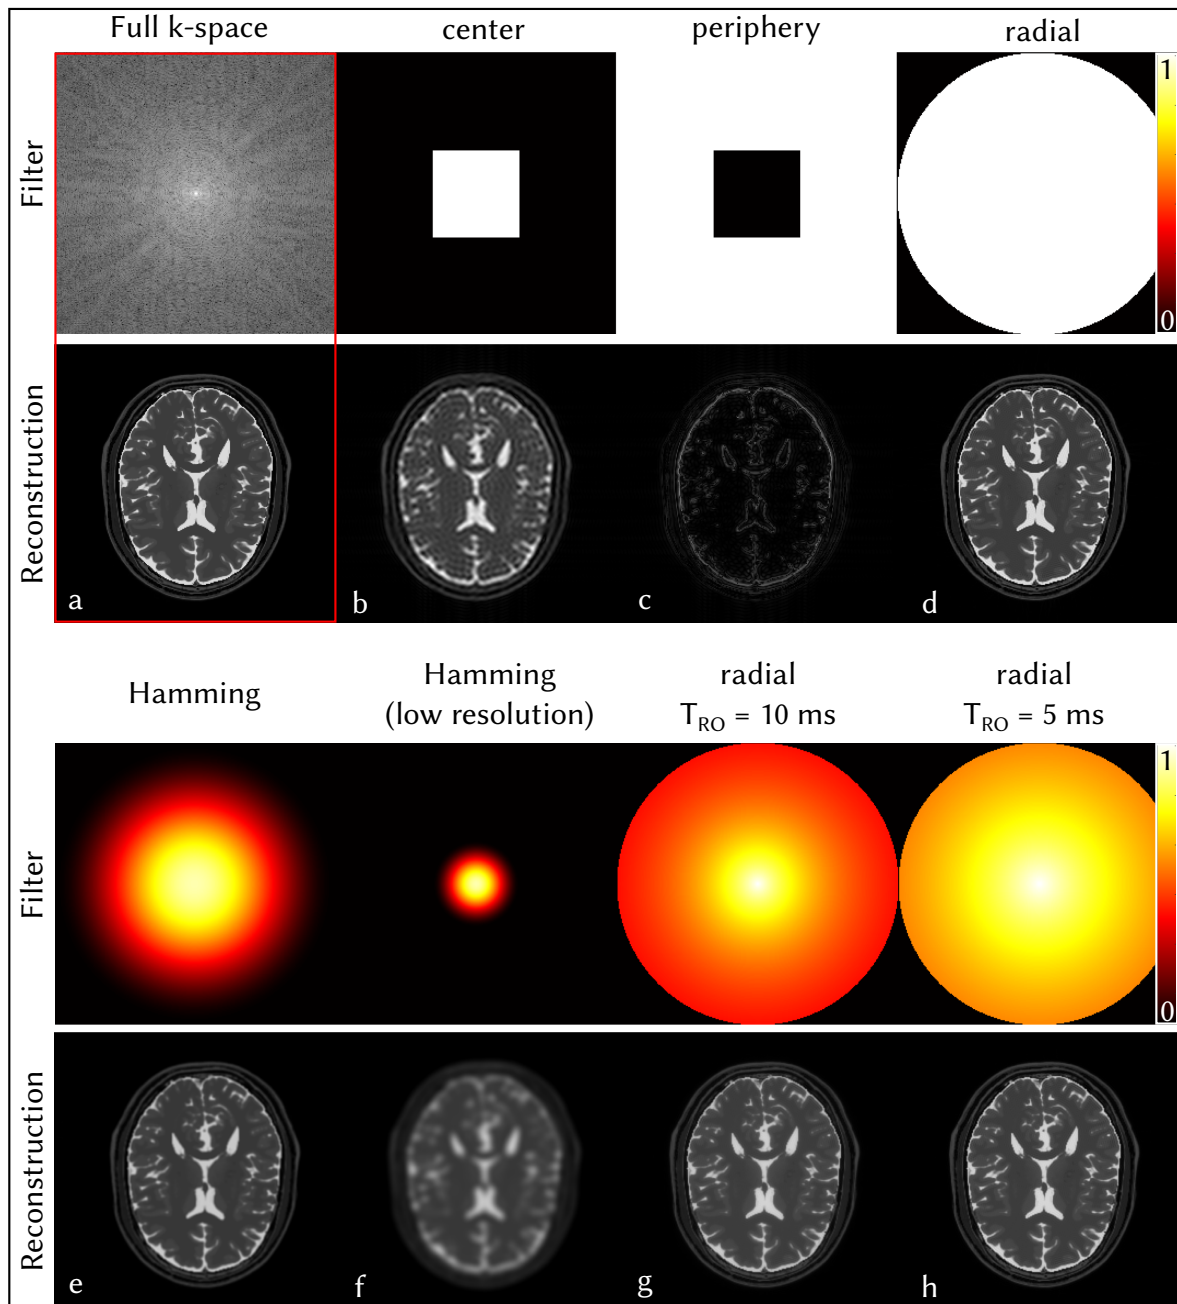 Full k-space
center
periphery
radial
Filter
1
0
Reconstruction
a
b
c
d
Hamming
Hamming
(low resolution)
radial
T_RO = 10 ms
radial
T_RO = 5 ms
Filter
1
0
Reconstruction
e
f
g
h